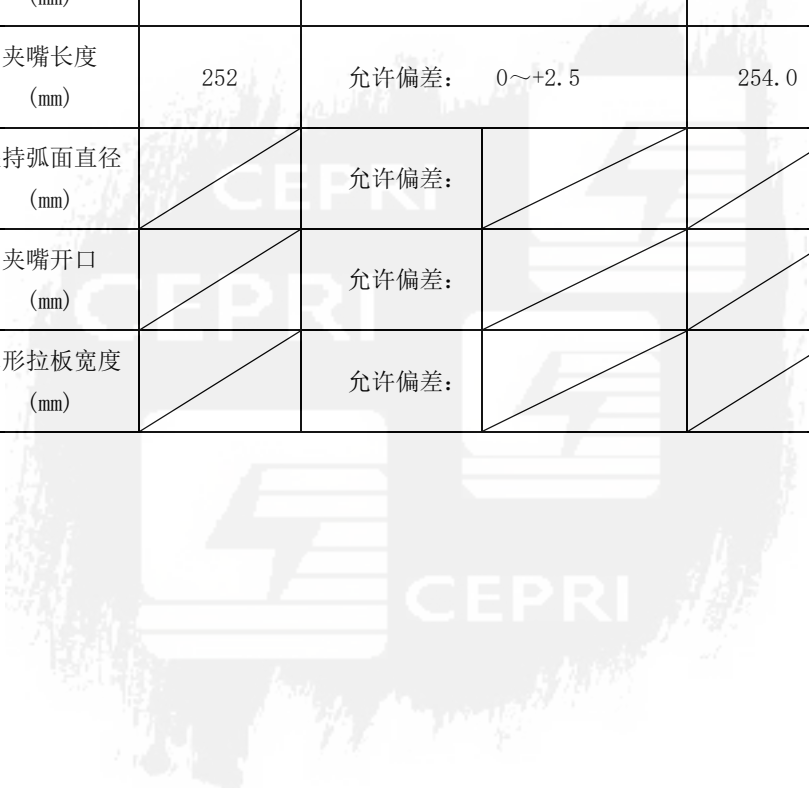 (mm)
夹嘴长度
(mm)
252
允许偏差：
0～+2.5
254.0
持弧面直径
(mm)
允许偏差：
夹嘴开口
(mm)
允许偏差：
形拉板宽度
(mm)
允许偏差：
CEPRI
CEPRI
CEPRI